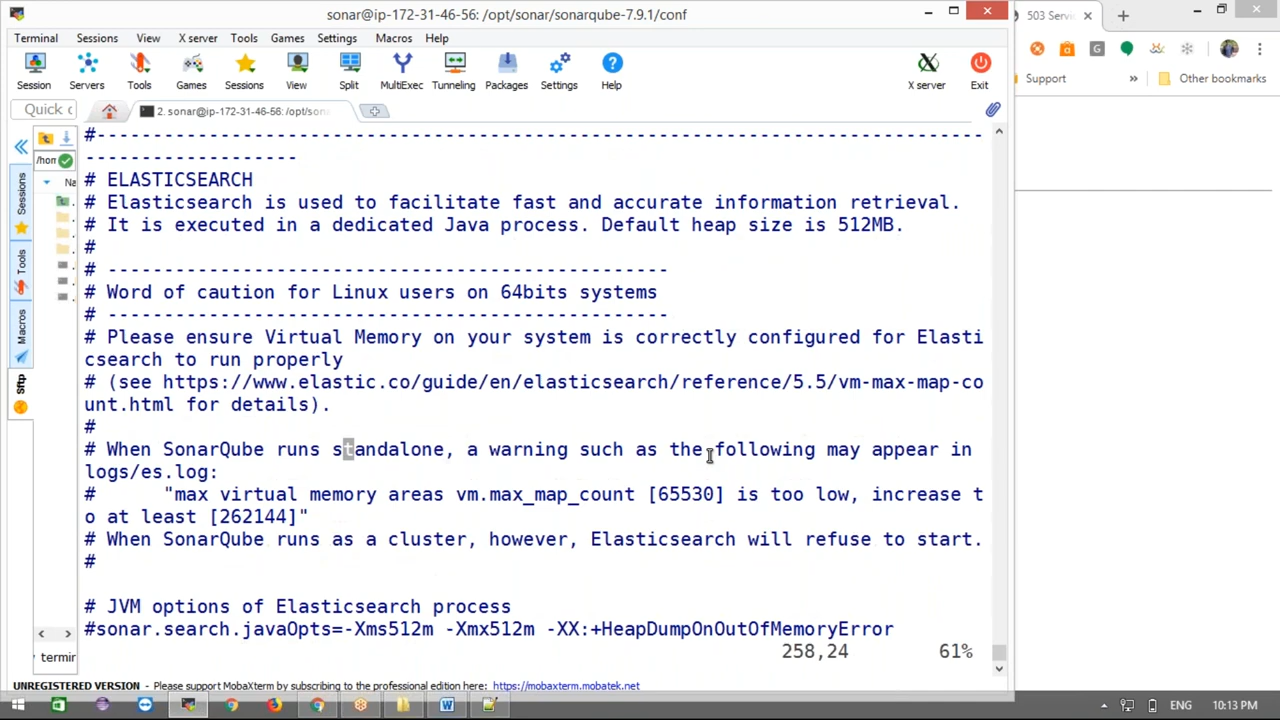 sonar@ip-172-31-46-56: /opt/sonar/sonarqube-7.9.1/conf
503 Servi
Terminal Sessions View X server Tools Games Settings Macros Help
Session Servers Tools Games Sessions View Split MultiExec Tunneling Packages Settings Help X server Exit
Support » Other bookmarks
Quick c
2. sonar@ip-172-31-46-56: /opt/sona
/hon
Na
Sessions
Tools
Macros
Sftp
#--------------------------------------------------------------------------------
-------------------
# ELASTICSEARCH
# Elasticsearch is used to facilitate fast and accurate information retrieval.
# It is executed in a dedicated Java process. Default heap size is 512MB.
#
# --------------------------------------------------
# Word of caution for Linux users on 64bits systems
# --------------------------------------------------
# Please ensure Virtual Memory on your system is correctly configured for Elasti
csearch to run properly
# (see https://www.elastic.co/guide/en/elasticsearch/reference/5.5/vm-max-map-co
unt.html for details).
#
# When SonarQube runs standalone, a warning such as the following may appear in
logs/es.log:
#      "max virtual memory areas vm.max_map_count [65530] is too low, increase t
o at least [262144]"
# When SonarQube runs as a cluster, however, Elasticsearch will refuse to start.
#
# JVM options of Elasticsearch process
#sonar.search.javaOpts=-Xms512m -Xmx512m -XX:+HeapDumpOnOutOfMemoryError
258,24 61%
termin
UNREGISTERED VERSION - Please support MobaXterm by subscribing to the professional edition here: https://mobaxterm.mobatek.net
ENG 10:13 PM